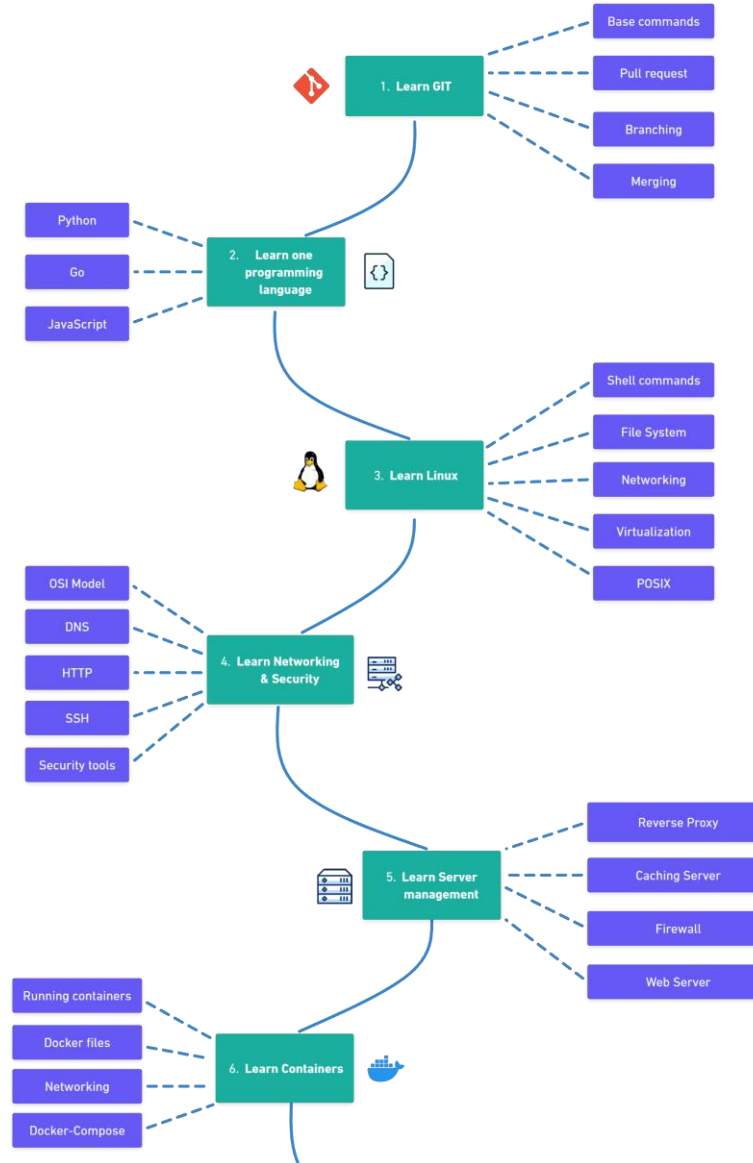 Base commands
1. Learn GIT
Pull request
Branching
Merging
Python
2. Learn one
programming
language
Go
JavaScript
Shell commands
File System
3. Learn Linux
Networking
Virtualization
POSIX
OSI Model
DNS
4. Learn Networking
& Security
HTTP
SSH
Security tools
Reverse Proxy
5. Learn Server
management
Caching Server
Firewall
Web Server
Running containers
Docker files
6. Learn Containers
Networking
Docker-Compose